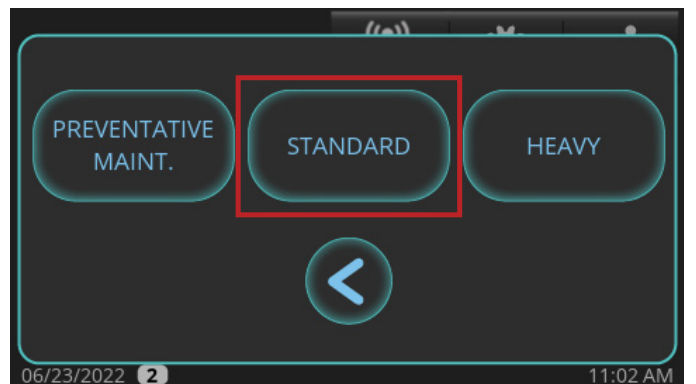 PREVENTATIVE
MAINT.
STANDARD
HEAVY
06/23/2022 2
11:02 AM